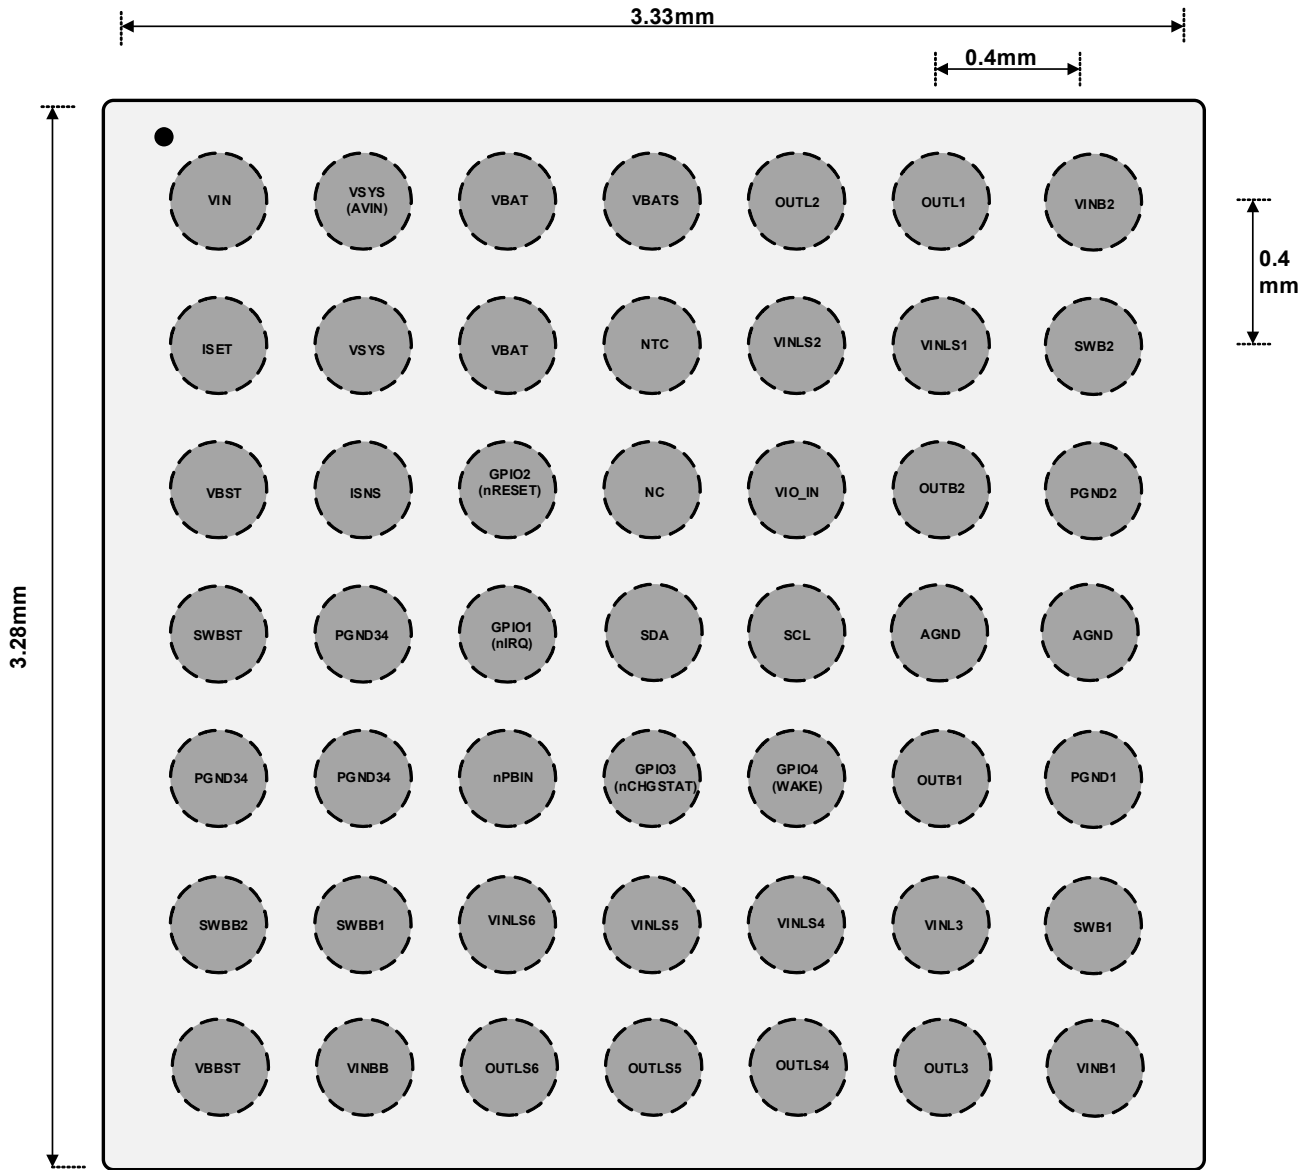 3.33mm
0.4mm
VIN
VSYS
(AVIN)
VBAT
VBATS
OUTL2
OUTL1
VINB2
0.4
mm
ISET
VSYS
VBAT
NTC
VINLS2
VINLS1
SWB2
VBST
ISNS
GPIO2
(nRESET)
NC
VIO_IN
OUTB2
PGND2
3.28mm
SWBST
PGND34
GPIO1
(nIRQ)
SDA
SCL
AGND
AGND
PGND34
PGND34
nPBIN
GPIO3
(nCHGSTAT)
GPIO4
(WAKE)
OUTB1
PGND1
SWBB2
SWBB1
VINLS6
VINLS5
VINLS4
VINL3
SWB1
VBBST
VINBB
OUTLS6
OUTLS5
OUTLS4
OUTL3
VINB1